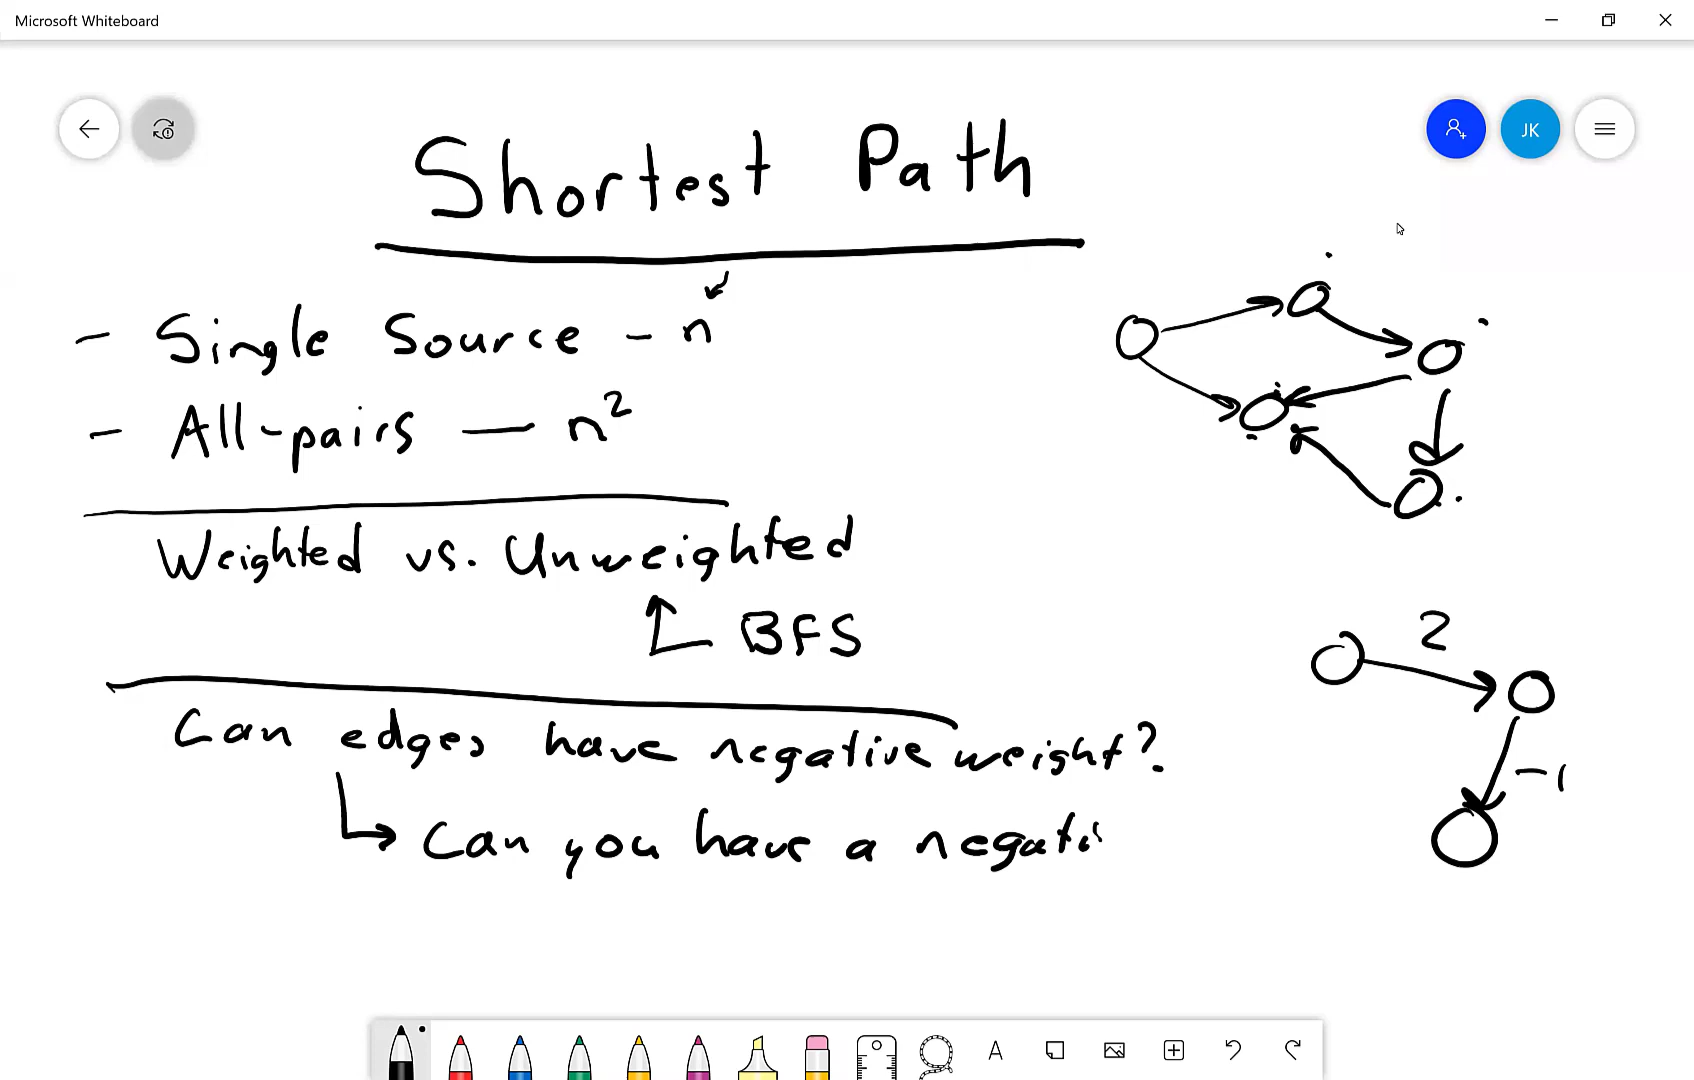 Microsoft Whiteboard
JK
Shortest Path
- Single Source - n
- All-pairs — n²
Weighted vs. Unweighted
BFS
Can edges have negative weight?
Can you have a negati
2
-1
A